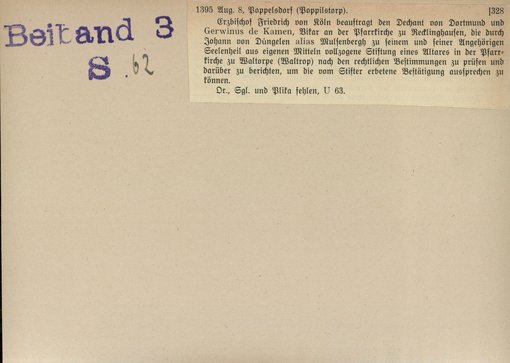 Beitand 3
S .62
1395 Aug. 8, Poppelsdorf (Poppilstorp). [328
Erzbischof Friedrich von Köln beauftragt den Dechant von Dortmund und
Gerwinus de Kamen, Vikar an der Pfarrkirche zu Recklinghausen, die durch
Johann von Düngelen alias Mulsenbergh zu seinem und seiner Angehörigen
Seelenheil aus eigenen Mitteln vollzogene Stiftung eines Altares in der Pfarr-
kirche zu Waltorpe (Waltrop) nach den rechtlichen Bestimmungen zu prüfen und
darüber zu berichten, um die vom Stifter erbetene Bestätigung aussprechen zu
können.
Or., Sgl. und Plika fehlen, U 63.